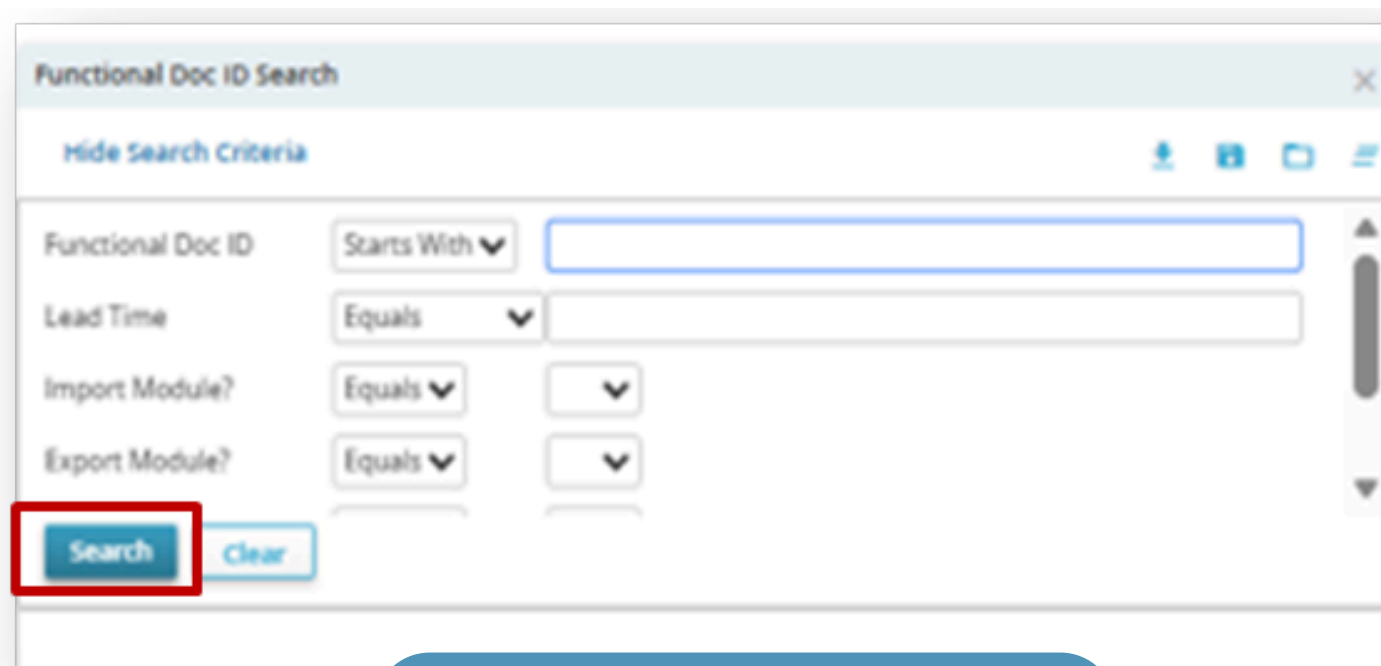 Functional Doc ID Search
Hide Search Criteria
Functional Doc ID Starts With
Lead Time Equals
Import Module? Equals
Export Module? Equals
Search Clear